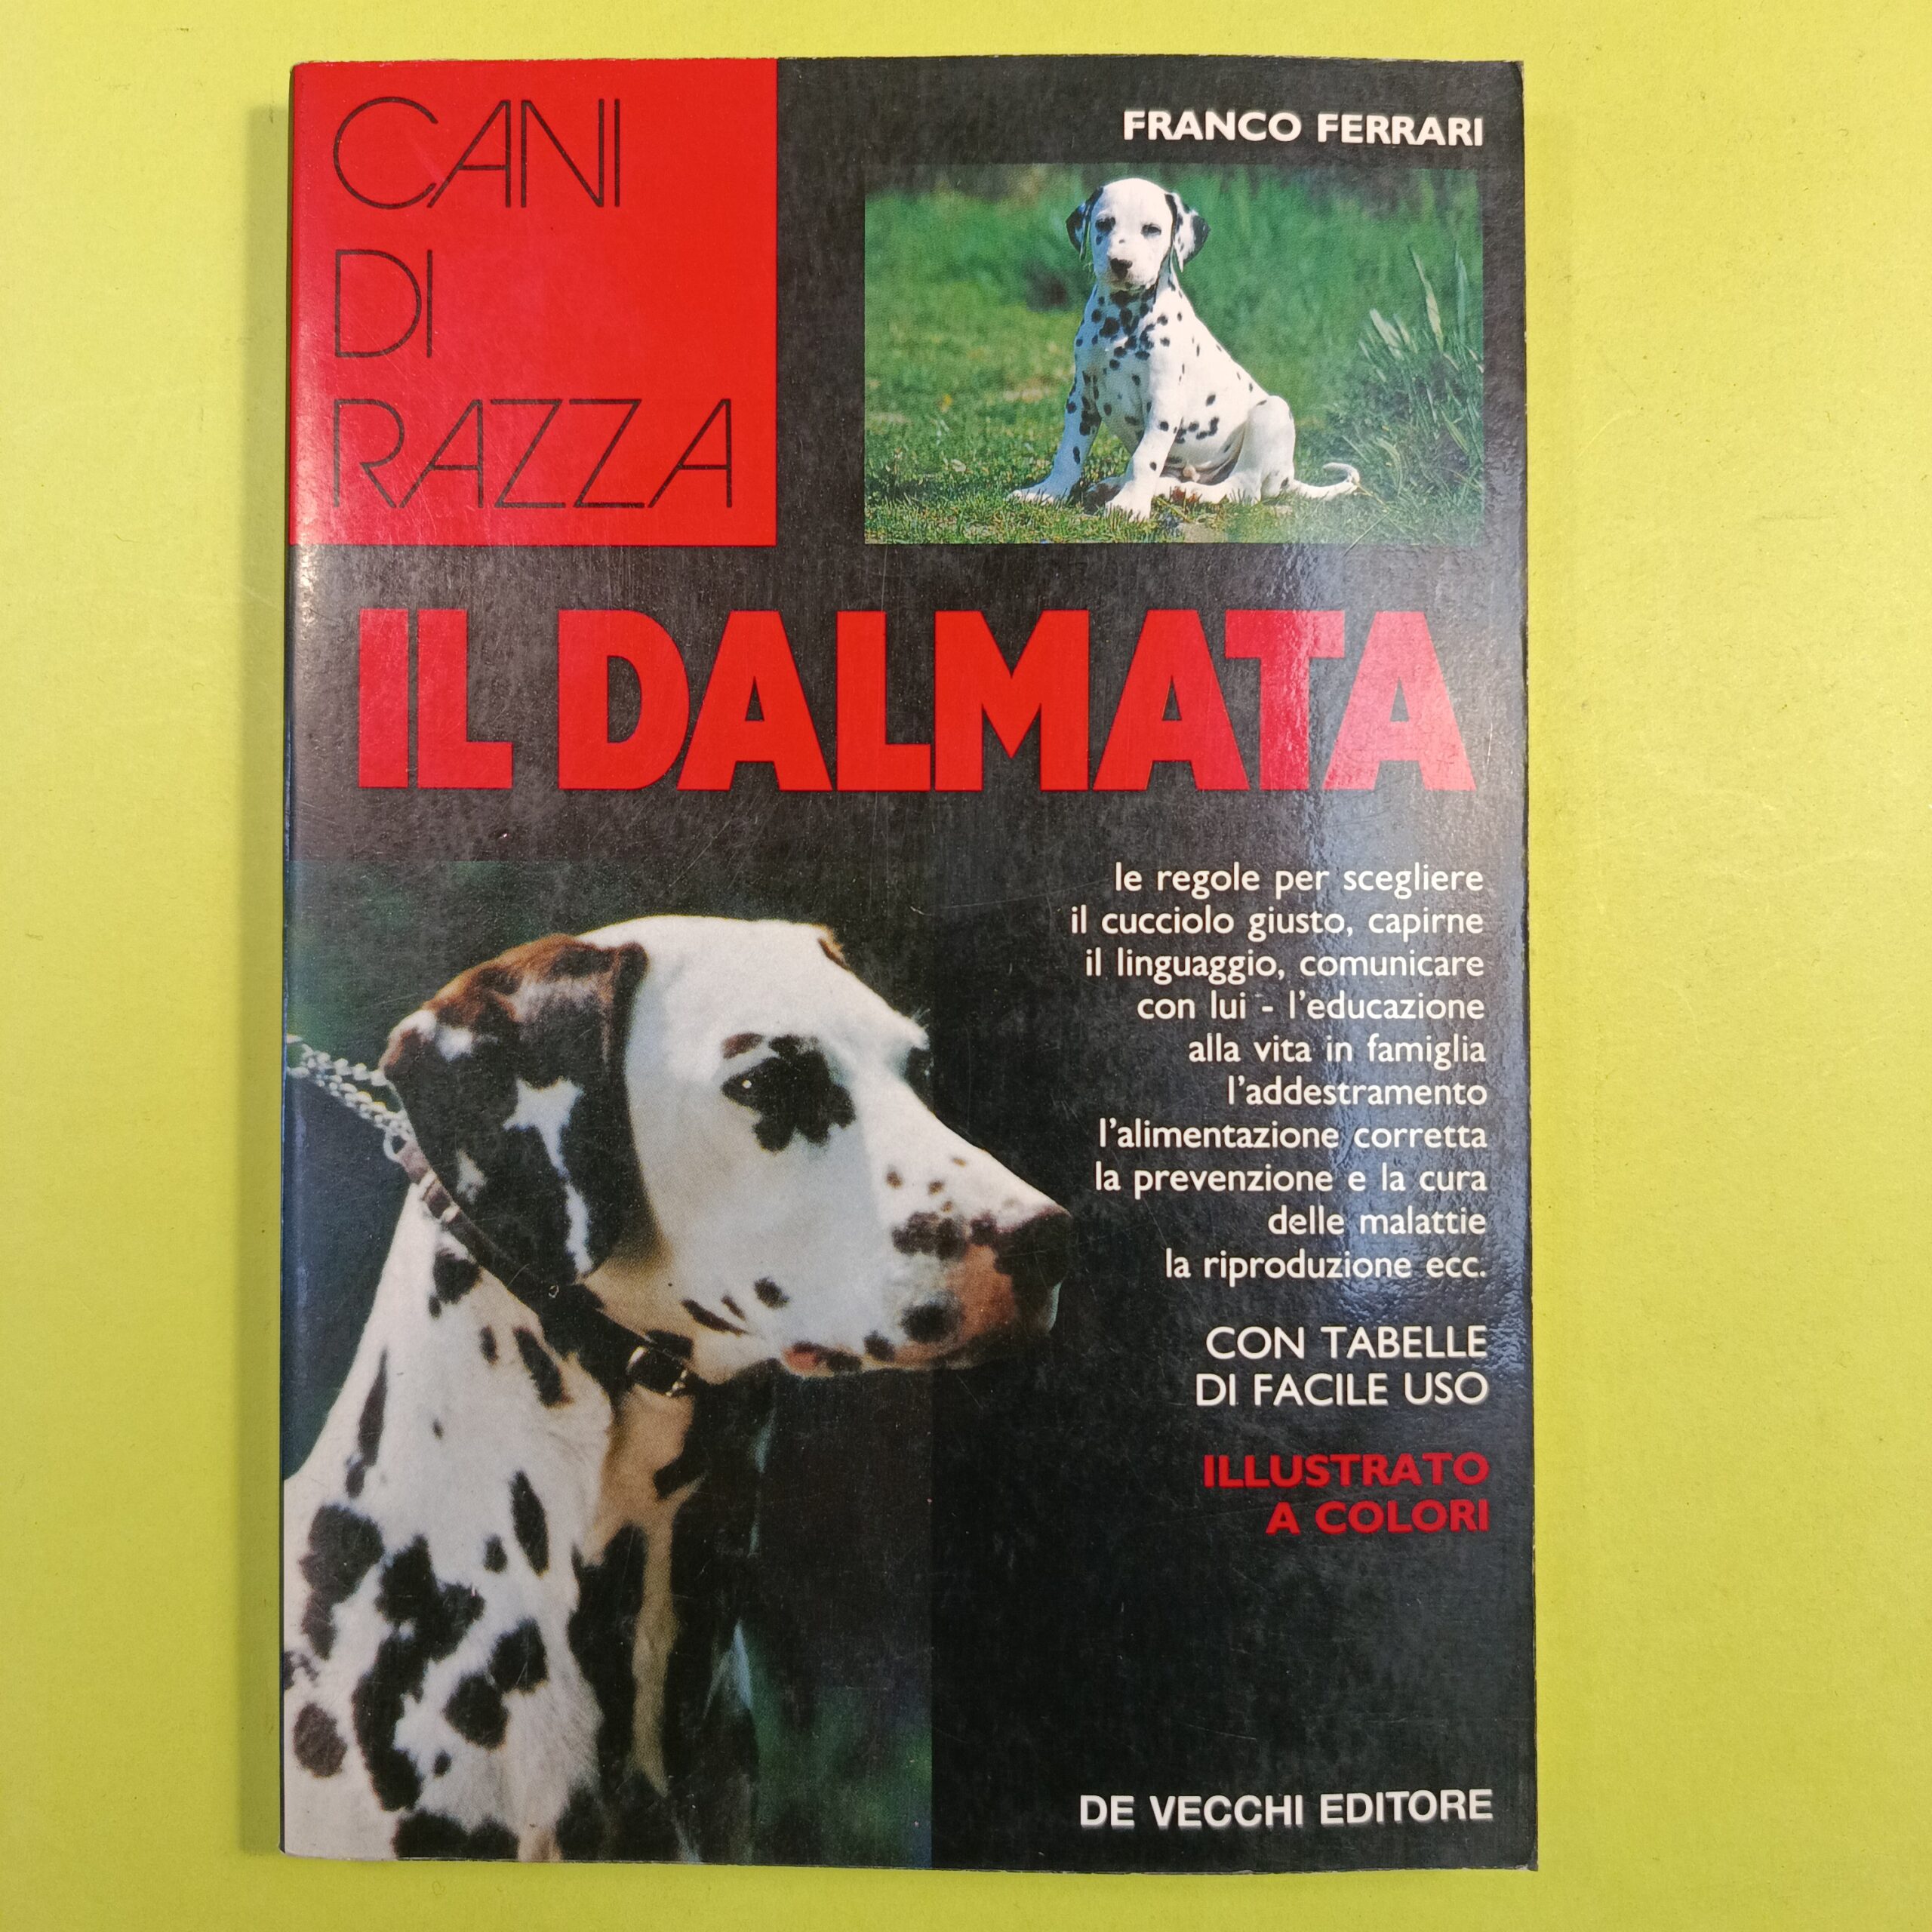 CANI
DI
RAZZA
FRANCO FERRARI
IL DALMATA
le regole per scegliere
il cucciolo giusto, capirne
il linguaggio, comunicare
con lui - l'educazione
alla vita in famiglia
l'addestramento
l'alimentazione corretta
la prevenzione e la cura
delle malattie
la riproduzione ecc.
CON TABELLE
DI FACILE USO
ILLUSTRATO
A COLORI
DE VECCHI EDITORE